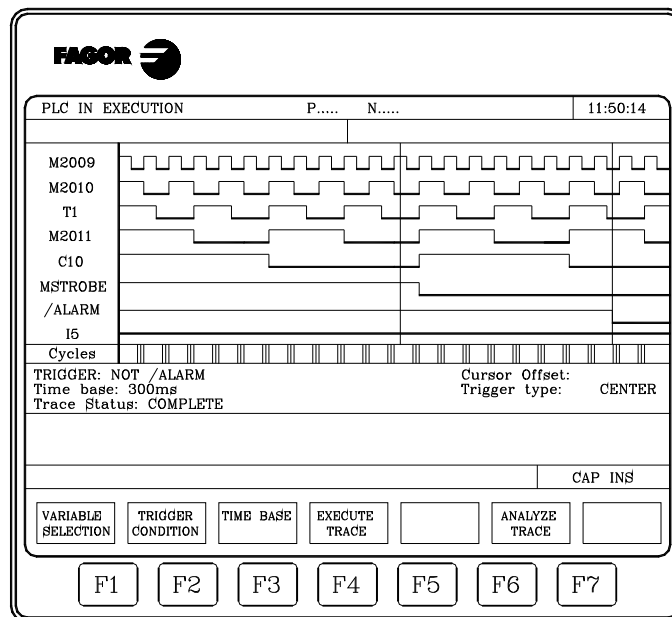 FAGOR
PLC IN EXECUTION P..... N..... 11:50:14
M2009
M2010
T1
M2011
C10
MSTROBE
/ALARM
I5
Cycles
TRIGGER: NOT /ALARM Cursor Offset:
Time base: 300ms Trigger type: CENTER
Trace Status: COMPLETE
CAP INS
VARIABLE SELECTION
TRIGGER CONDITION
TIME BASE
EXECUTE TRACE
ANALYZE TRACE
F1 F2 F3 F4 F5 F6 F7